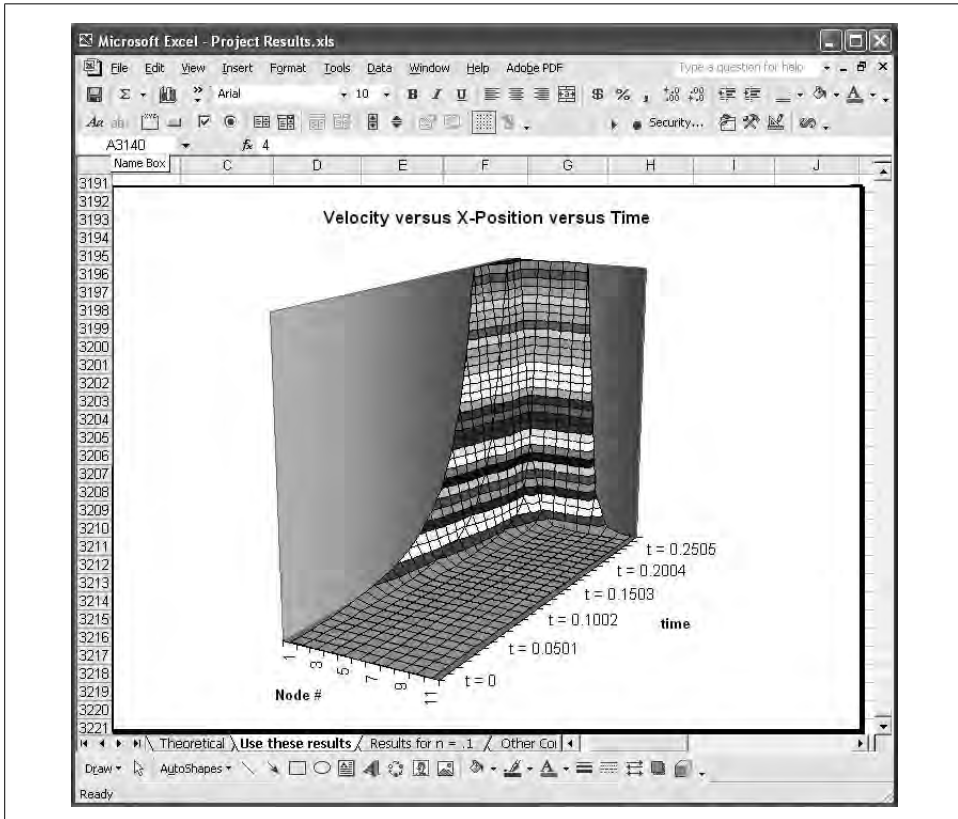 Microsoft Excel - Project Results.xls
File Edit View Insert Format Tools Data Window Help Adobe PDF Type a question for help
Arial 10 B I U $ % ,
Security...
A3140 fx 4
Name Box C D E F G H I J
3191
3192
3193
3194
3195
3196
3197
3198
3199
3200
3201
3202
3203
3204
3205
3206
3207
3208
3209
3210
3211
3212
3213
3214
3215
3216
3217
3218
3219
3220
3221
Velocity versus X-Position versus Time
t = 0.2505
t = 0.2004
t = 0.1503
t = 0.1002
time
t = 0.0501
t = 0
1 3 5 7 9 11
Node #
Theoretical Use these results Results for n = .1 Other Co
Draw AutoShapes
Ready